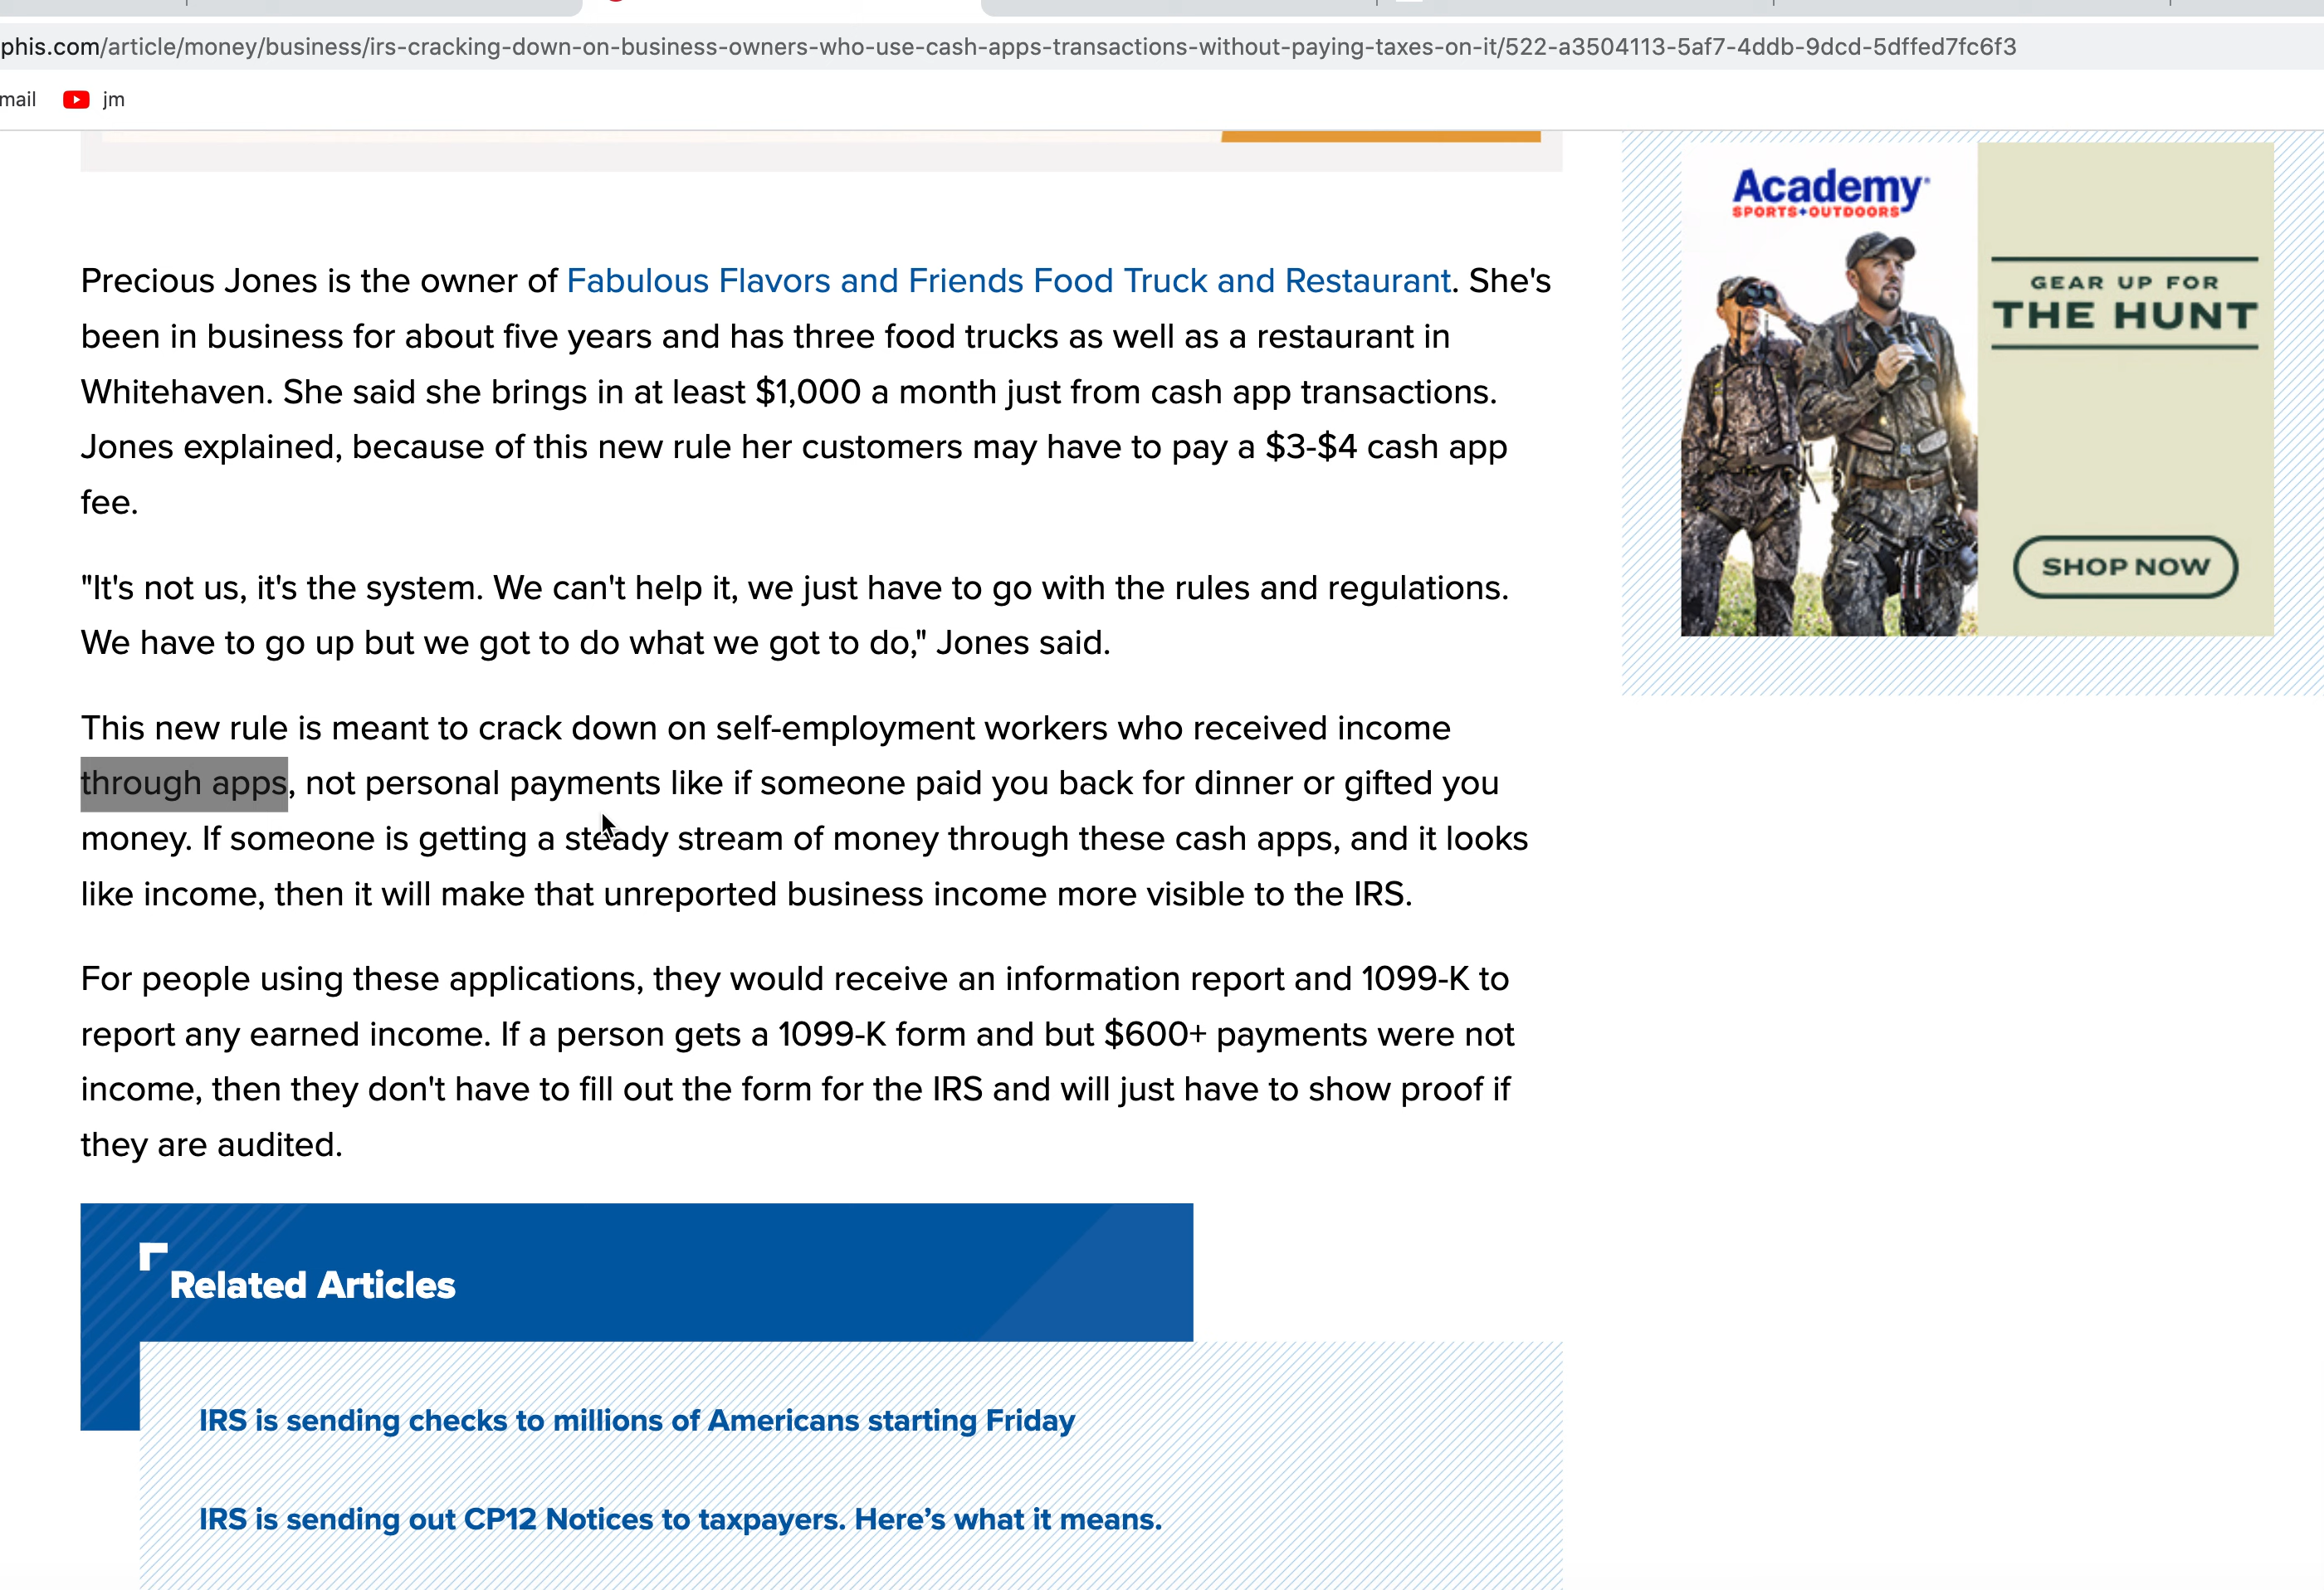 phis.com/article/money/business/irs-cracking-down-on-business-owners-who-use-cash-apps-transactions-without-paying-taxes-on-it/522-a3504113-5af7-4ddb-9dcd-5dffed7fc6f3
mail jm
Precious Jones is the owner of Fabulous Flavors and Friends Food Truck and Restaurant. She's
been in business for about five years and has three food trucks as well as a restaurant in
Whitehaven. She said she brings in at least $1,000 a month just from cash app transactions.
Jones explained, because of this new rule her customers may have to pay a $3-$4 cash app
fee.
"It's not us, it's the system. We can't help it, we just have to go with the rules and regulations.
We have to go up but we got to do what we got to do," Jones said.
This new rule is meant to crack down on self-employment workers who received income
through apps, not personal payments like if someone paid you back for dinner or gifted you
money. If someone is getting a steady stream of money through these cash apps, and it looks
like income, then it will make that unreported business income more visible to the IRS.
For people using these applications, they would receive an information report and 1099-K to
report any earned income. If a person gets a 1099-K form and but $600+ payments were not
income, then they don't have to fill out the form for the IRS and will just have to show proof if
they are audited.
Related Articles
IRS is sending checks to millions of Americans starting Friday
IRS is sending out CP12 Notices to taxpayers. Here’s what it means.
Academy
SPORTS+OUTDOORS
GEAR UP FOR
THE HUNT
SHOP NOW